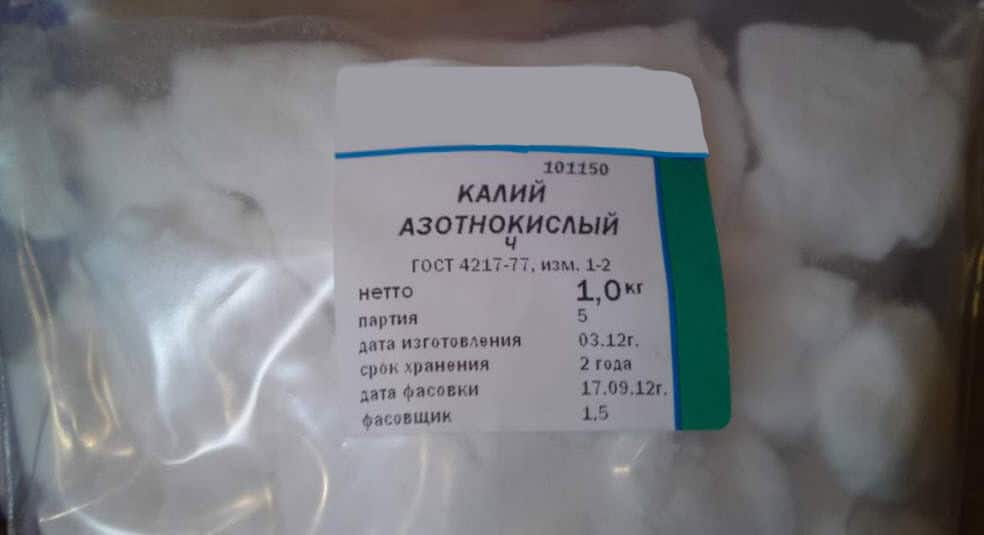 101150
КАЛИЙ
АЗОТНОКИСЛЫЙ
Ч
ГОСТ 4217-77, изм. 1-2
нетто 1,0 кг
партия 5
дата изготовления 03.12г.
срок хранения 2 года
дата фасовки 17.09.12г.
фасовщик 1.5